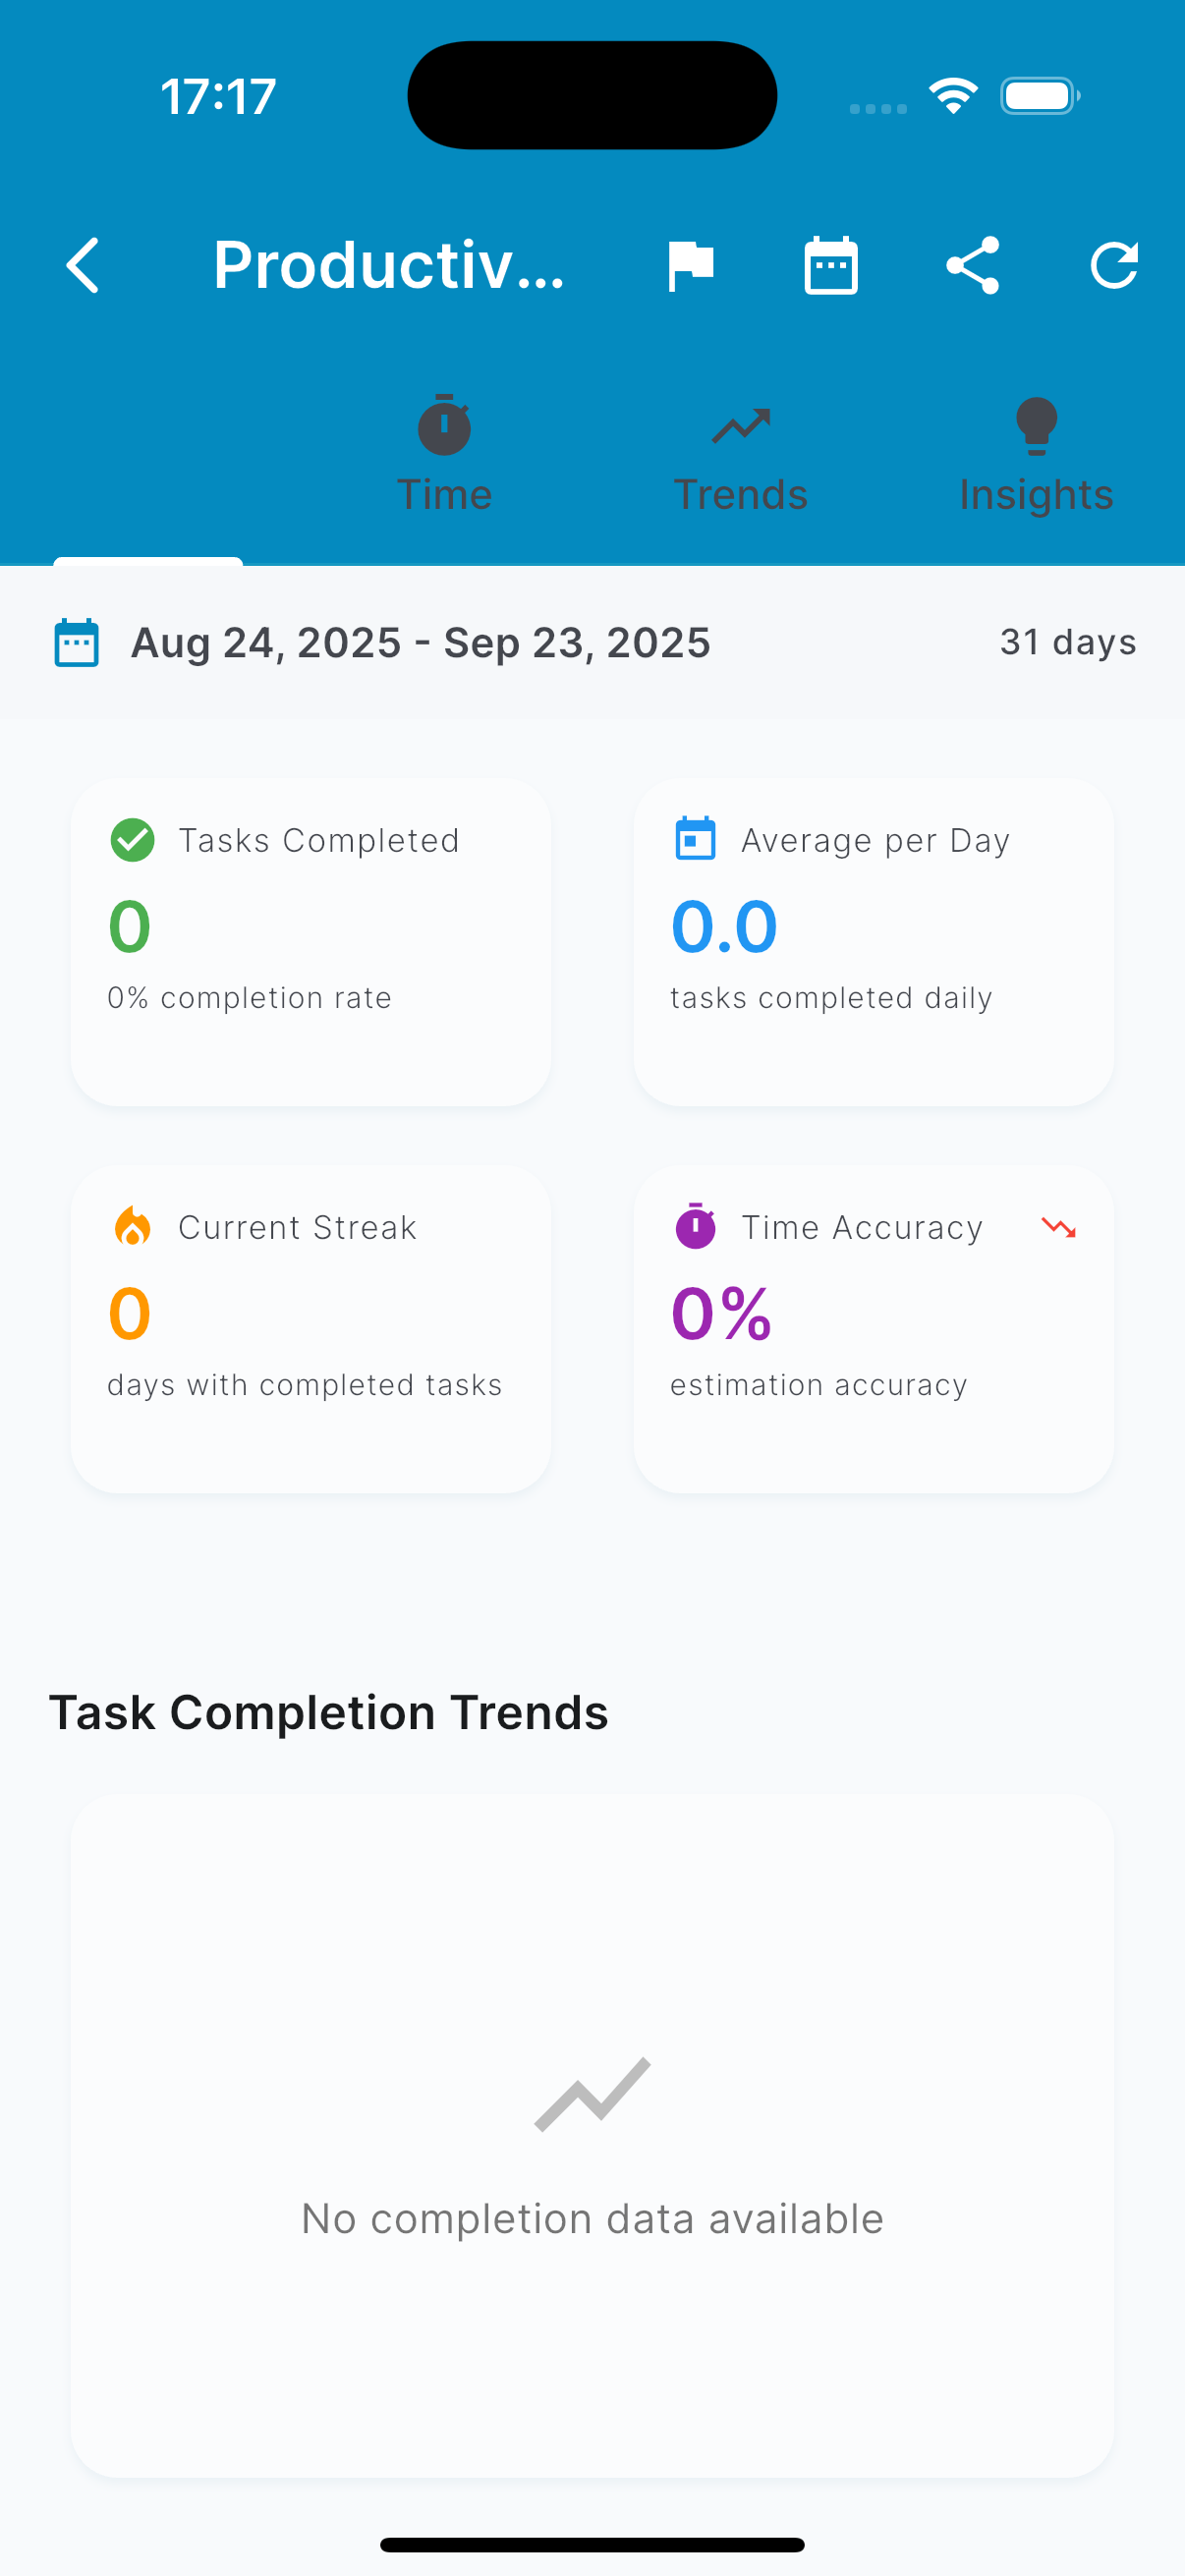 17:17
Productiv...
Time
Trends
Insights
Aug 24, 2025 - Sep 23, 2025
31 days
Tasks Completed
0
0% completion rate
Average per Day
0.0
tasks completed daily
Current Streak
0
days with completed tasks
Time Accuracy
0%
estimation accuracy
Task Completion Trends
No completion data available